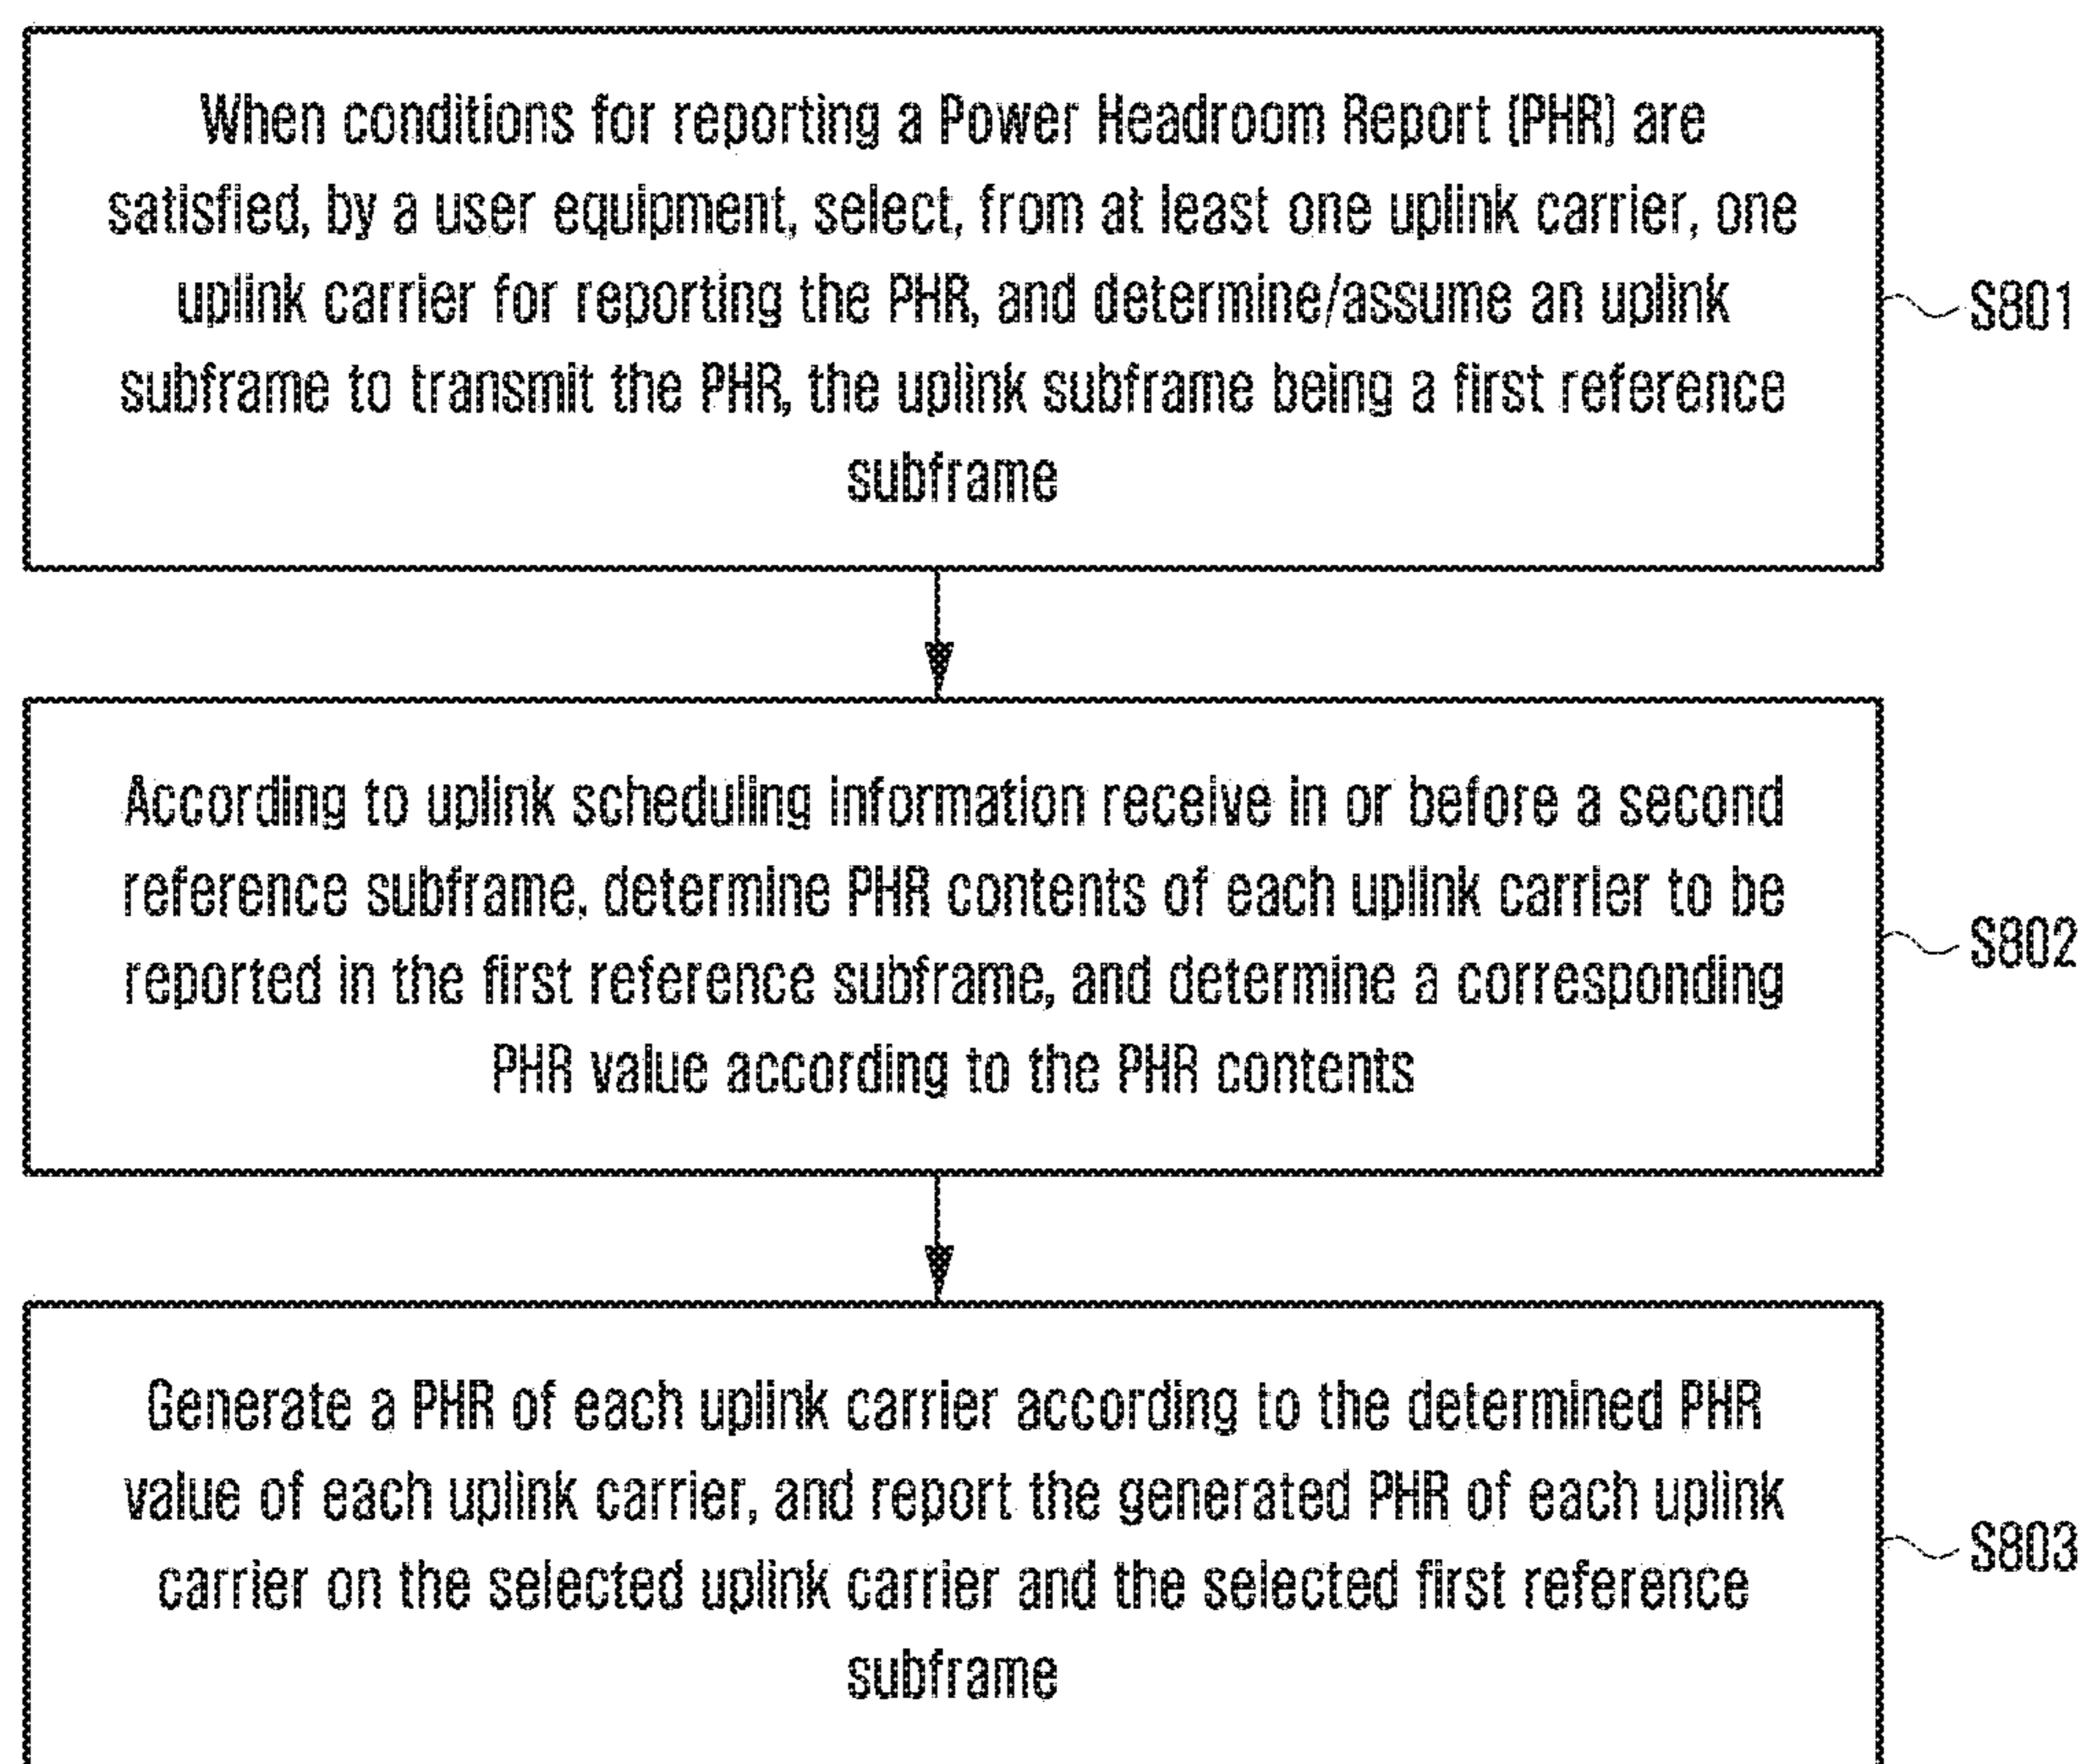 When conditions for reporting a Power Headroom Report (PHR) are
satisfied, by a user equipment, select, from at least one uplink carrier, one
uplink carrier for reporting the PHR, and determine/assume an uplink
subframe to transmit the PHR, the uplink subframe being a first reference
subframe
S801
According to uplink scheduling information receive in or before a second
reference subframe, determine PHR contents of each uplink carrier to be
reported in the first reference subframe, and determine a corresponding
PHR value according to the PHR contents
S802
Generate a PHR of each uplink carrier according to the determined PHR
value of each uplink carrier, and report the generated PHR of each uplink
carrier on the selected uplink carrier and the selected first reference
subframe
S803